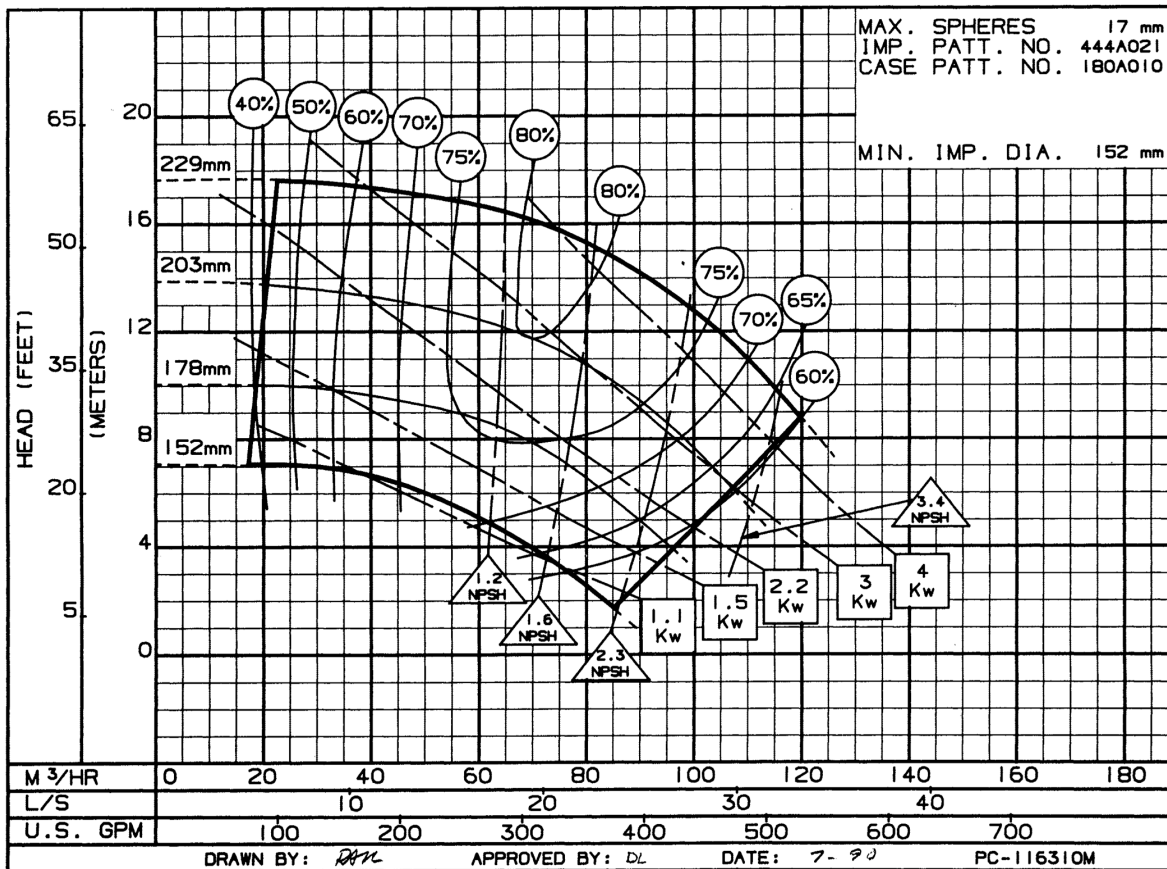 MAX. SPHERES 17 mm
IMP. PATT. NO. 444A021
CASE PATT. NO. 180A010
MIN. IMP. DIA. 152 mm
40%
50%
60%
70%
75%
80%
80%
75%
70%
65%
60%
229mm
203mm
178mm
152mm
HEAD (FEET)
65
50
35
20
5
(METERS)
20
16
12
8
4
0
1.2 NPSH
1.6 NPSH
2.3 NPSH
3.4 NPSH
1.1 Kw
1.5 Kw
2.2 Kw
3 Kw
4 Kw
M³/HR 0 20 40 60 80 100 120 140 160 180
L/S 10 20 30 40
U.S. GPM 100 200 300 400 500 600 700
DRAWN BY: APPROVED BY: DL DATE: 7-90 PC-116310M